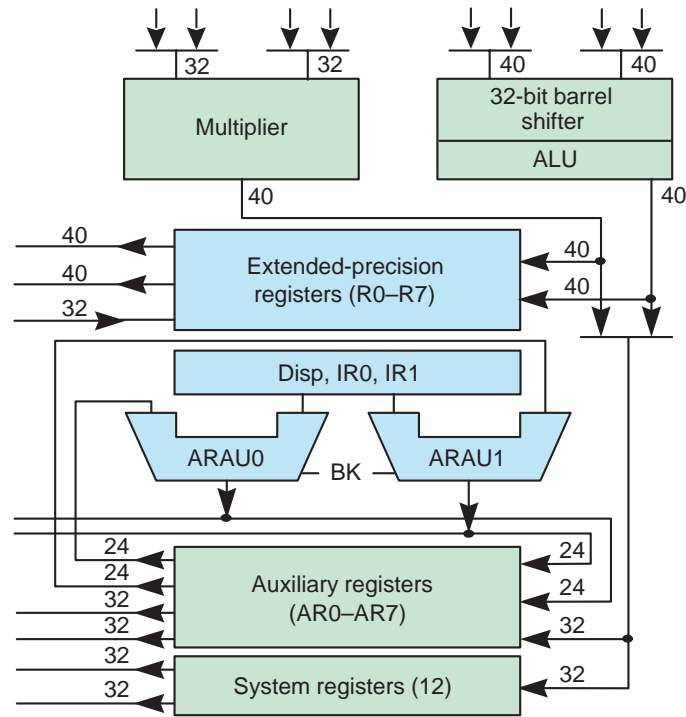 32
32
40
40
Multiplier
32-bit barrel
shifter
ALU
40
40
40
40
32
Extended-precision
registers (R0–R7)
40
40
Disp, IR0, IR1
ARAU0
BK
ARAU1
24
24
32
32
Auxiliary registers
(AR0–AR7)
24
24
32
32
32
System registers (12)
32